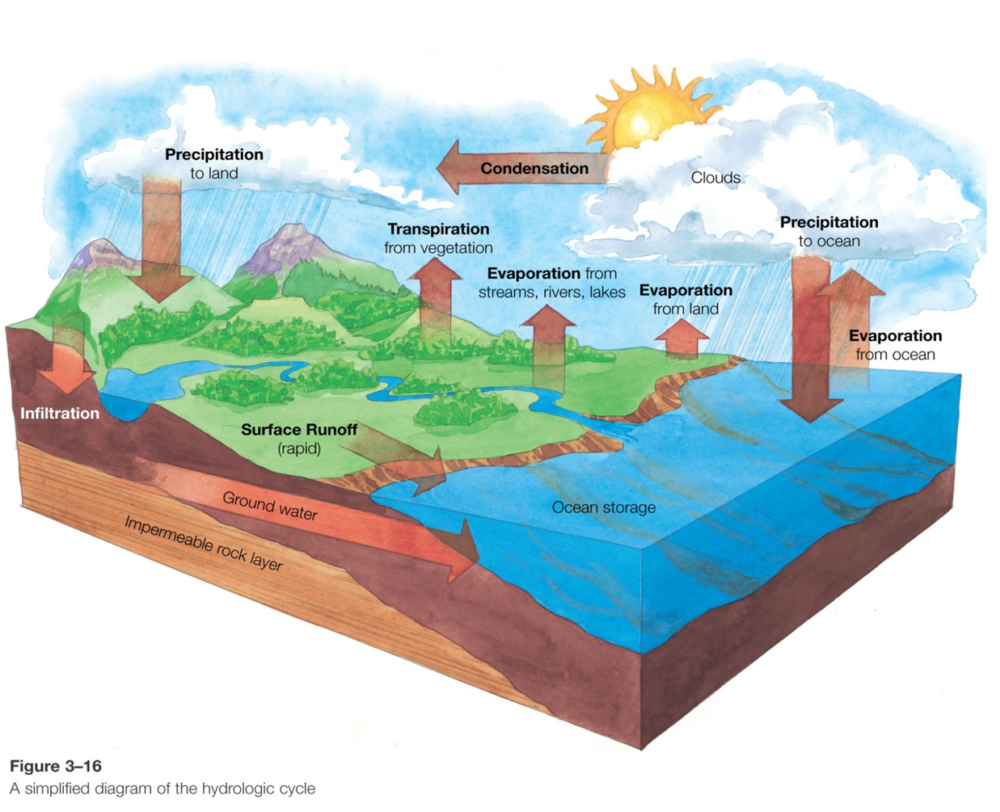 Precipitation
to land
Condensation
Clouds
Transpiration
from vegetation
Precipitation
to ocean
Evaporation from
streams, rivers, lakes
Evaporation
from land
Evaporation
from ocean
Infiltration
Surface Runoff
(rapid)
Ground water
Ocean storage
Impermeable rock layer
Figure 3–16
A simplified diagram of the hydrologic cycle